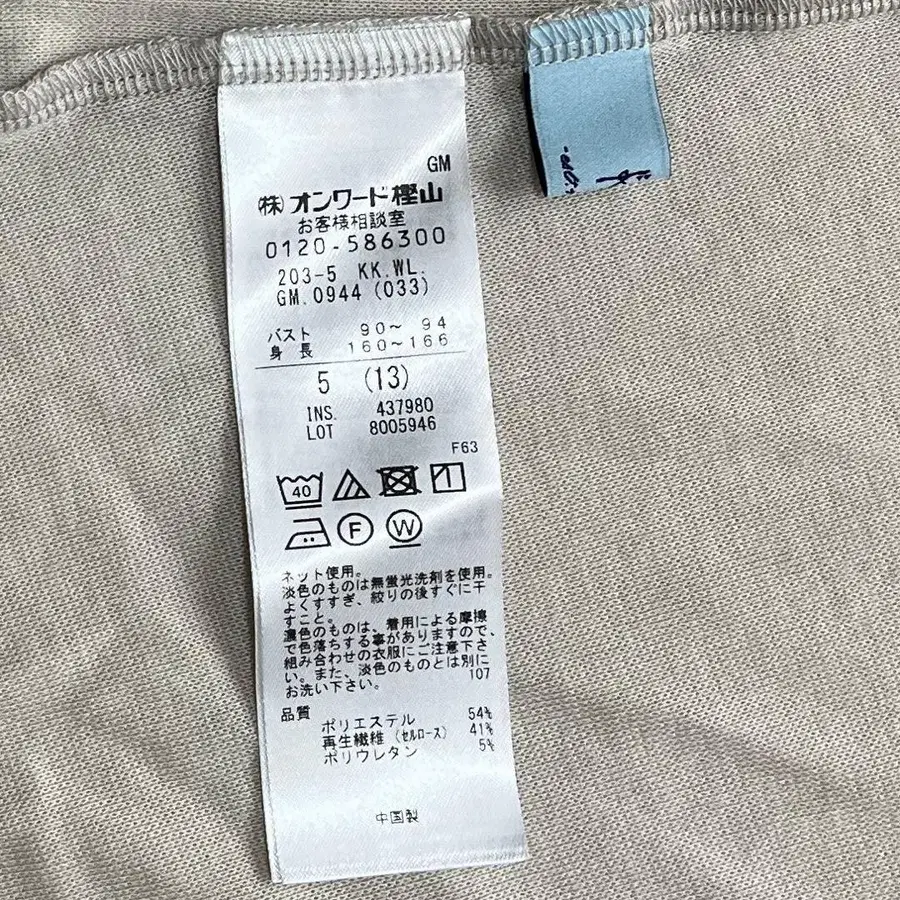 GM
(株)オンワード樫山
お客様相談室
0120-586300
203-5 KK.WL.
GM.0944 (033)
バスト 90〜 94
身長 160〜166
5 (13)
INS. 437980
LOT 8005946
F63
40
F W
ネット使用。
淡色のものは無蛍光洗剤を使用。
よくすすぎ、絞りの後すぐに干
すこと。
濃色のものは、着用による摩擦
で色落ちする事がありますので、
組み合わせの衣服にご注意下さ
い。また、淡色のものとは別に
お洗い下さい。 107
品質
ポリエステル 54%
再生繊維(セルロース) 41%
ポリウレタン 5%
中国製